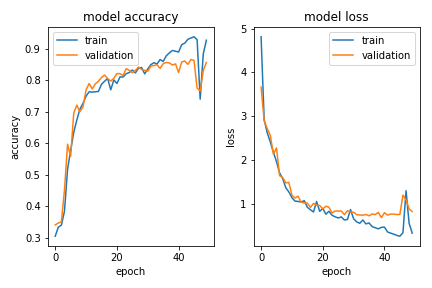 model accuracy
train
validation
accuracy
0.9
0.8
0.7
0.6
0.5
0.4
0.3
0
20
40
epoch
model loss
train
validation
loss
5
4
3
2
1
0
20
40
epoch